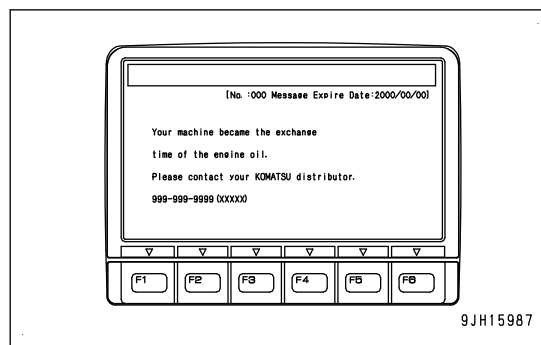 [No. :000 Message Expire Date:2000/00/00]
Your machine became the exchange
time of the engine oil.
Please contact your KOMATSU distributor.
999-999-9999 (XXXXX)
F1 F2 F3 F4 F5 F6
9JH15987